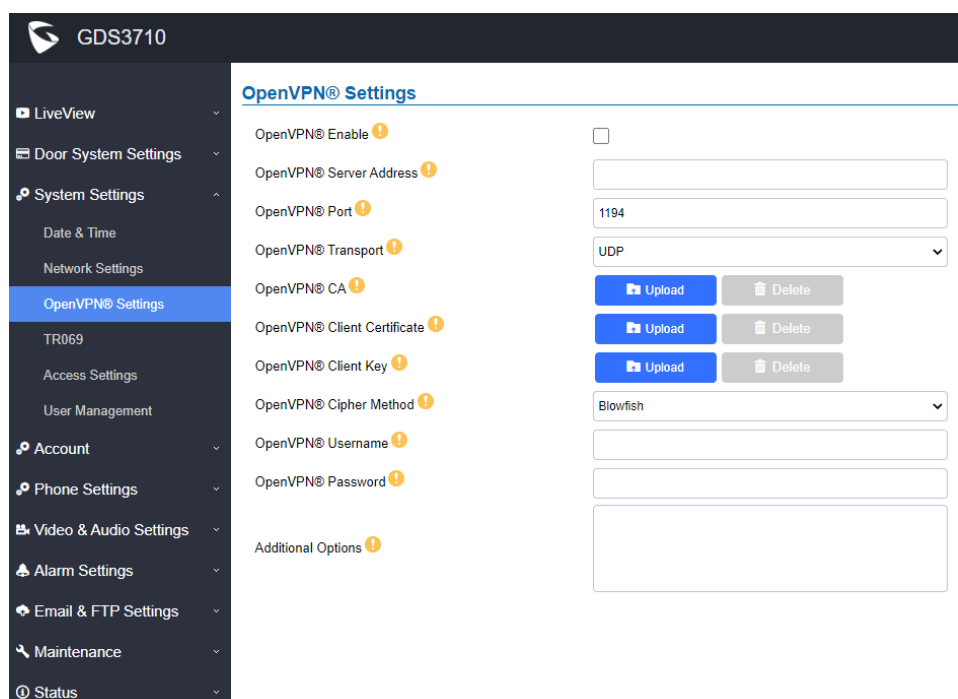 GDS3710
LiveView
Door System Settings
System Settings
Date & Time
Network Settings
OpenVPN® Settings
TR069
Access Settings
User Management
Account
Phone Settings
Video & Audio Settings
Alarm Settings
Email & FTP Settings
Maintenance
Status
OpenVPN® Settings
OpenVPN® Enable
OpenVPN® Server Address
OpenVPN® Port 1194
OpenVPN® Transport UDP
OpenVPN® CA Upload Delete
OpenVPN® Client Certificate Upload Delete
OpenVPN® Client Key Upload Delete
OpenVPN® Cipher Method Blowfish
OpenVPN® Username
OpenVPN® Password
Additional Options